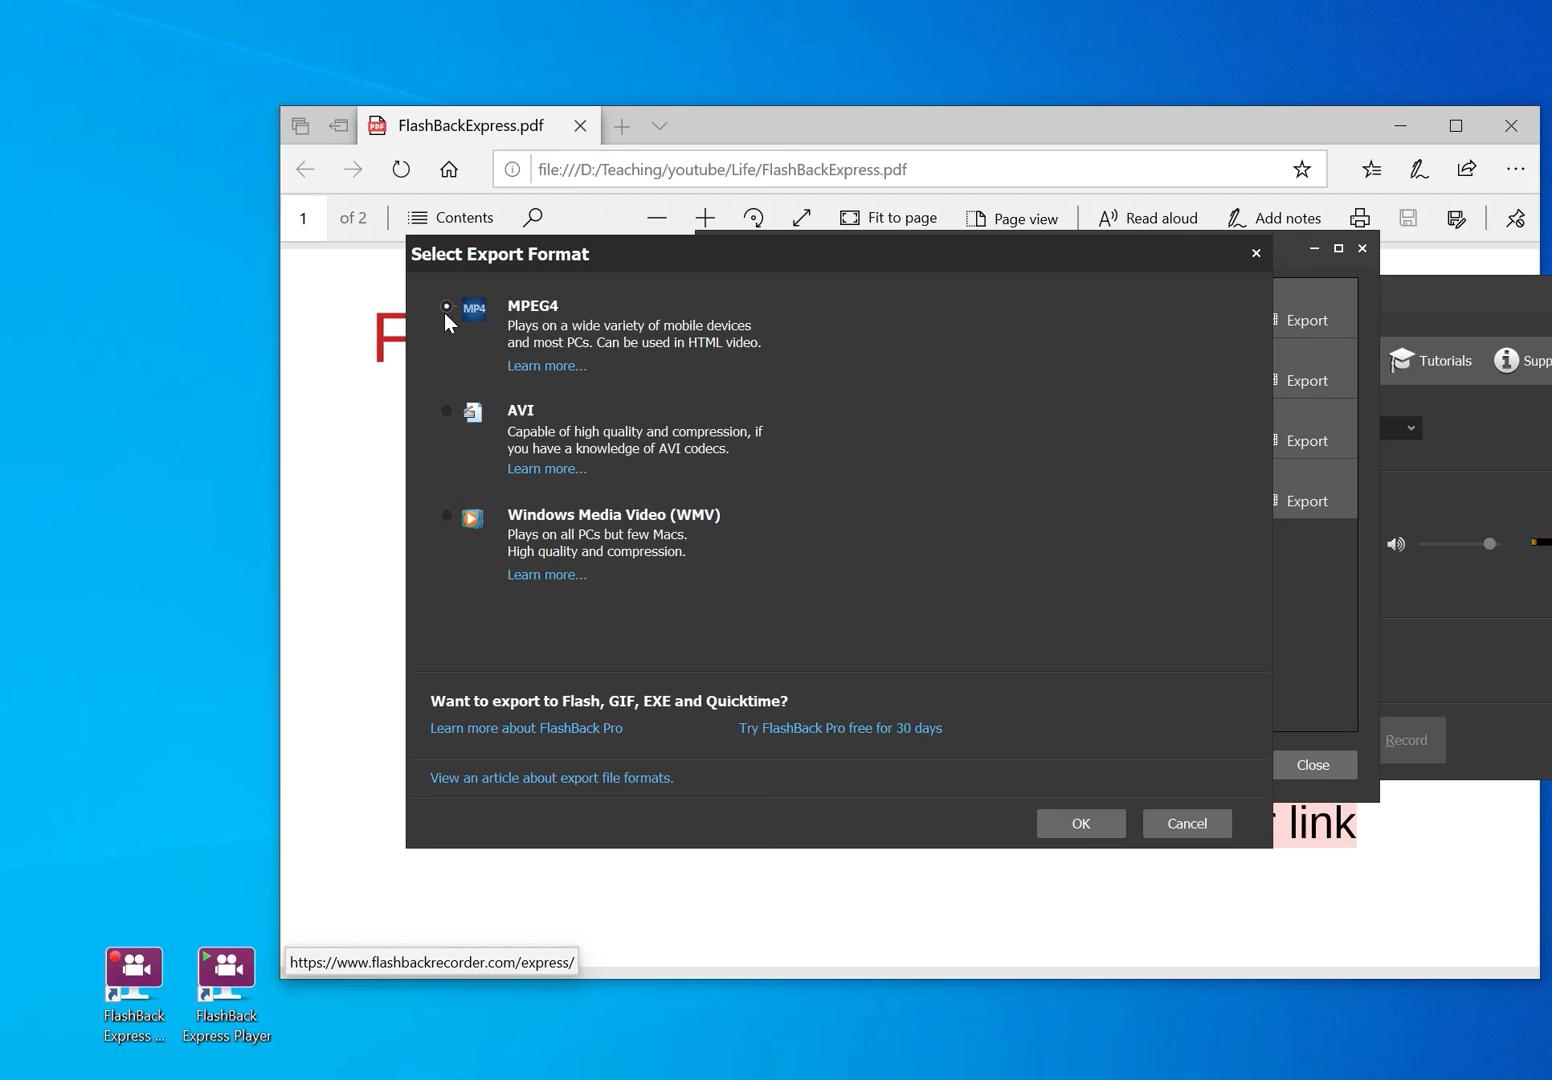 FlashBackExpress.pdf
file:///D:/Teaching/youtube/Life/FlashBackExpress.pdf
1 of 2 Contents Fit to page Page view Read aloud Add notes
Select Export Format
MP4 MPEG4
Plays on a wide variety of mobile devices
and most PCs. Can be used in HTML video.
Learn more...
AVI
Capable of high quality and compression, if
you have a knowledge of AVI codecs.
Learn more...
Windows Media Video (WMV)
Plays on all PCs but few Macs.
High quality and compression.
Learn more...
Want to export to Flash, GIF, EXE and Quicktime?
Learn more about FlashBack Pro Try FlashBack Pro free for 30 days
View an article about export file formats.
OK Cancel
Export
Export
Export
Export
Close
Tutorials Supp
Record
F
r link
https://www.flashbackrecorder.com/express/
FlashBack
Express ...
FlashBack
Express Player